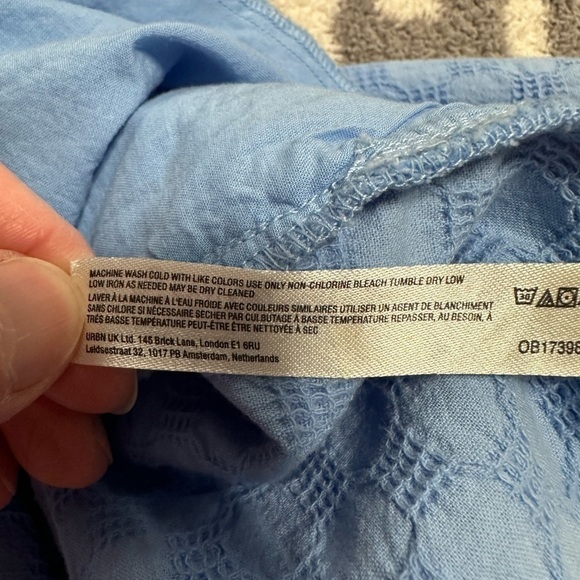 MACHINE WASH COLD WITH LIKE COLORS USE ONLY NON-CHLORINE BLEACH TUMBLE DRY LOW
LOW IRON AS NEEDED MAY BE DRY CLEANED
LAVER À LA MACHINE À L'EAU FROIDE AVEC COULEURS SIMILAIRES UTILISER UN AGENT DE BLANCHIMENT
SANS CHLORE SI NÉCESSAIRE SÉCHER PAR CULBUTAGE À BASSE TEMPÉRATURE REPASSER, AU BESOIN, À
TRÈS BASSE TEMPÉRATURE PEUT-ÊTRE ÊTRE NETTOYÉE À SEC
URBN UK Ltd. 145 Brick Lane, London E1 6RU
Leidsestraat 32, 1017 PB Amsterdam, Netherlands
30
OB17398